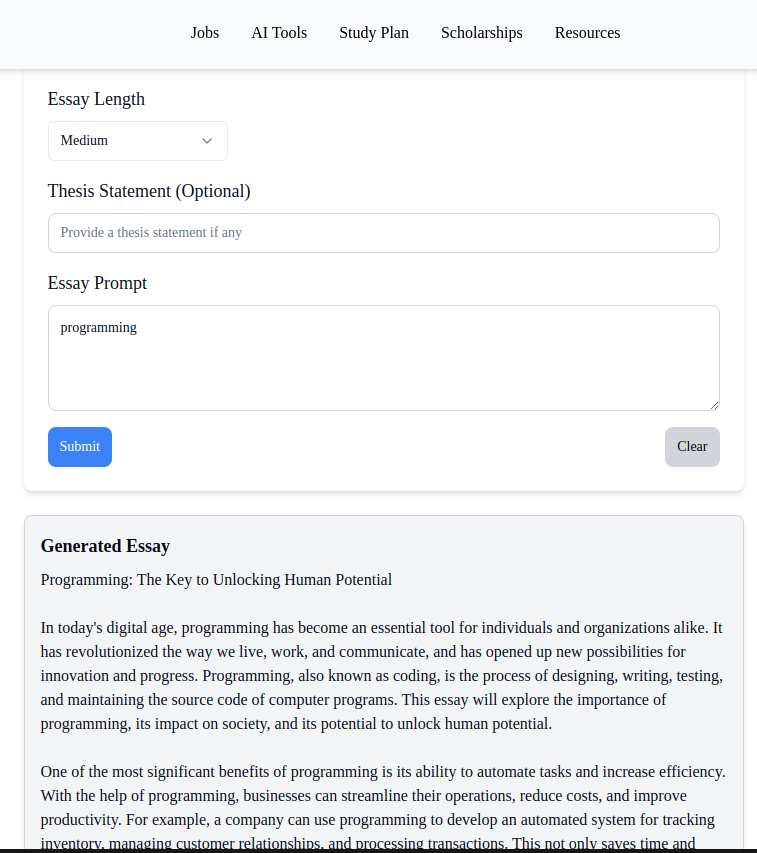 Jobs AI Tools Study Plan Scholarships Resources
Essay Length
Medium
Thesis Statement (Optional)
Provide a thesis statement if any
Essay Prompt
programming
Submit Clear
Generated Essay
Programming: The Key to Unlocking Human Potential
In today's digital age, programming has become an essential tool for individuals and organizations alike. It
has revolutionized the way we live, work, and communicate, and has opened up new possibilities for
innovation and progress. Programming, also known as coding, is the process of designing, writing, testing,
and maintaining the source code of computer programs. This essay will explore the importance of
programming, its impact on society, and its potential to unlock human potential.
One of the most significant benefits of programming is its ability to automate tasks and increase efficiency.
With the help of programming, businesses can streamline their operations, reduce costs, and improve
productivity. For example, a company can use programming to develop an automated system for tracking
inventory, managing customer relationships, and processing transactions. This not only saves time and